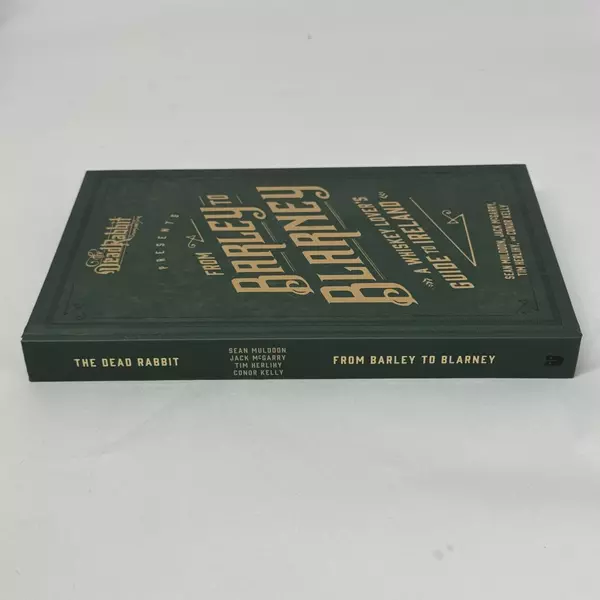 The
Dead Rabbit
PRESENTS
FROM
BARLEY TO
BLARNEY
A WHISKEY LOVER'S
GUIDE TO IRELAND
SEAN MULDOON, JACK McGARRY,
TIM HERLIHY, AND CONOR KELLY
THE DEAD RABBIT
SEAN MULDOON
JACK McGARRY
TIM HERLIHY
CONOR KELLY
FROM BARLEY TO BLARNEY